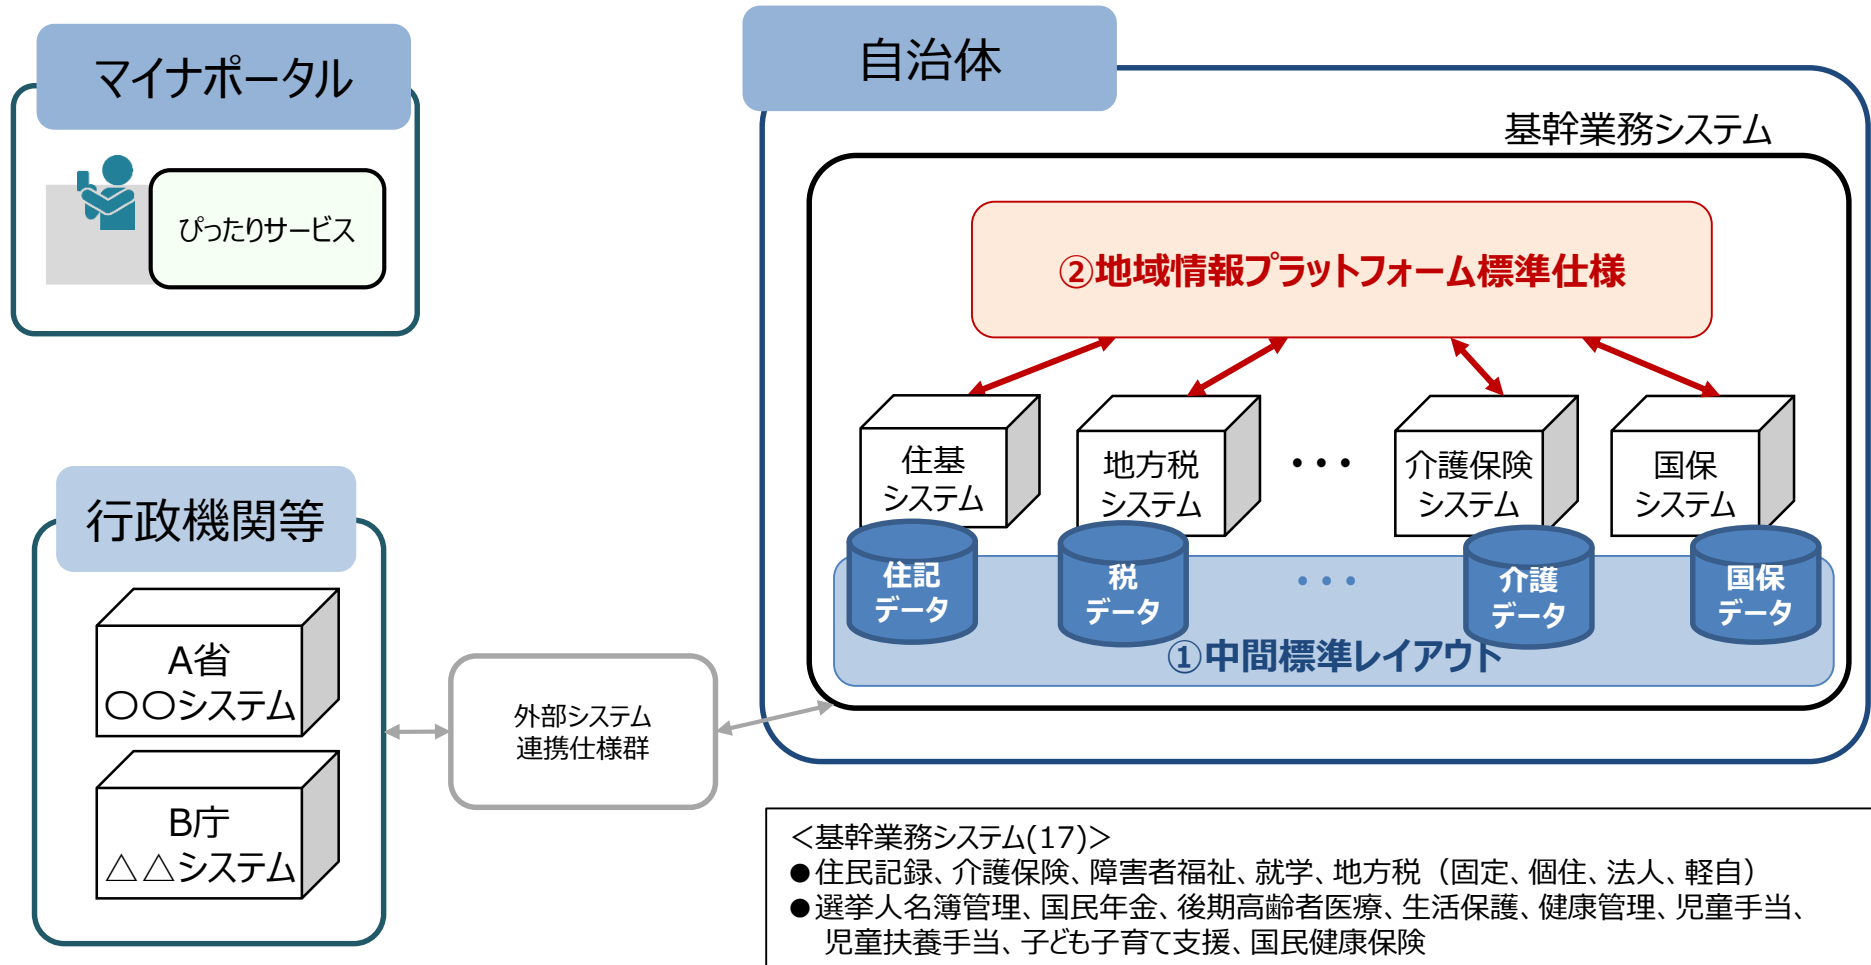 マイナポータル
ぴったりサービス
自治体
基幹業務システム
②地域情報プラットフォーム標準仕様
住基
システム
地方税
システム
・・・
介護保険
システム
国保
システム
住記
データ
税
データ
・・・
介護
データ
国保
データ
①中間標準レイアウト
行政機関等
A省
〇〇システム
B庁
△△システム
外部システム
連携仕様群
＜基幹業務システム(17)＞
●住民記録、介護保険、障害者福祉、就学、地方税（固定、個住、法人、軽自）
●選挙人名簿管理、国民年金、後期高齢者医療、生活保護、健康管理、児童手当、
児童扶養手当、子ども子育て支援、国民健康保険